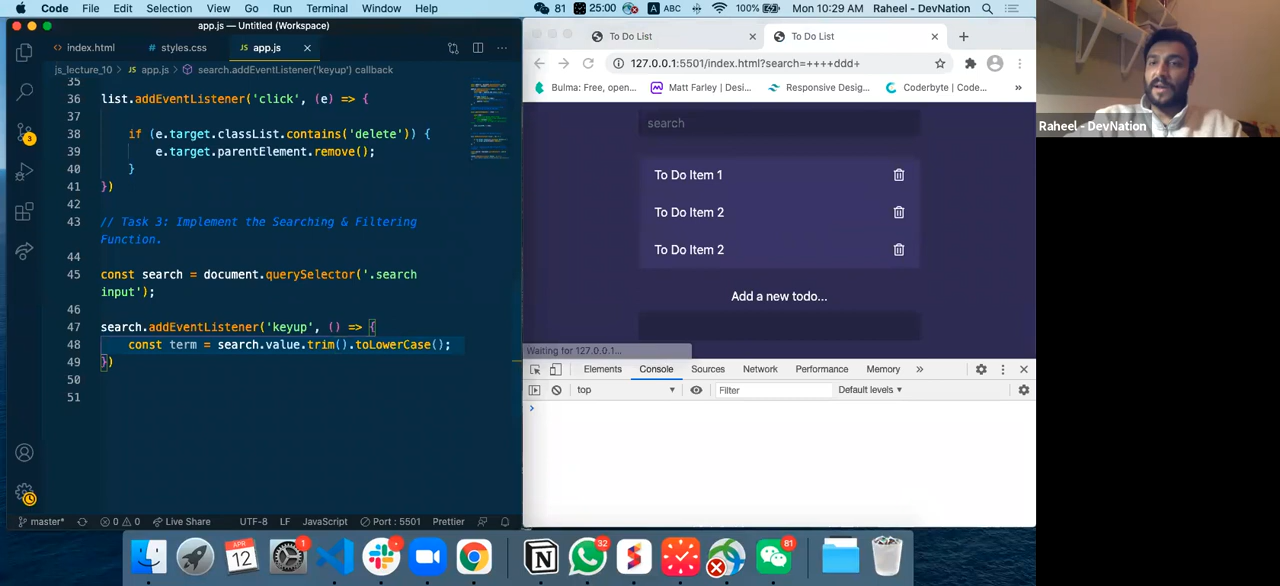 Code File Edit Selection View Go Run Terminal Window Help 81 25:00 A ABC 100% Mon 10:29 AM Raheel - DevNation
app.js — Untitled (Workspace)
index.html styles.css JS app.js
js_lecture_10 > app.js > search.addEventListener('keyup') callback
35
36 list.addEventListener('click', (e) => {
37
38 if (e.target.classList.contains('delete')) {
39 e.target.parentElement.remove();
40 }
41 })
42
43 // Task 3: Implement the Searching & Filtering
Function.
44
45 const search = document.querySelector('.search
input');
46
47 search.addEventListener('keyup', () => {
48 const term = search.value.trim().toLowerCase();
49 })
50
51
3
master* 0 0 Live Share UTF-8 LF JavaScript Port : 5501 Prettier
To Do List To Do List
127.0.0.1:5501/index.html?search=++++ddd+
Bulma: Free, open... Matt Farley | Desi... Responsive Desig... Coderbyte | Code... »
search
To Do Item 1
To Do Item 2
To Do Item 2
Add a new todo...
Waiting for 127.0.0.1...
Elements Console Sources Network Performance Memory »
top Filter Default levels
Raheel - DevNation
APR
12
1
32
81